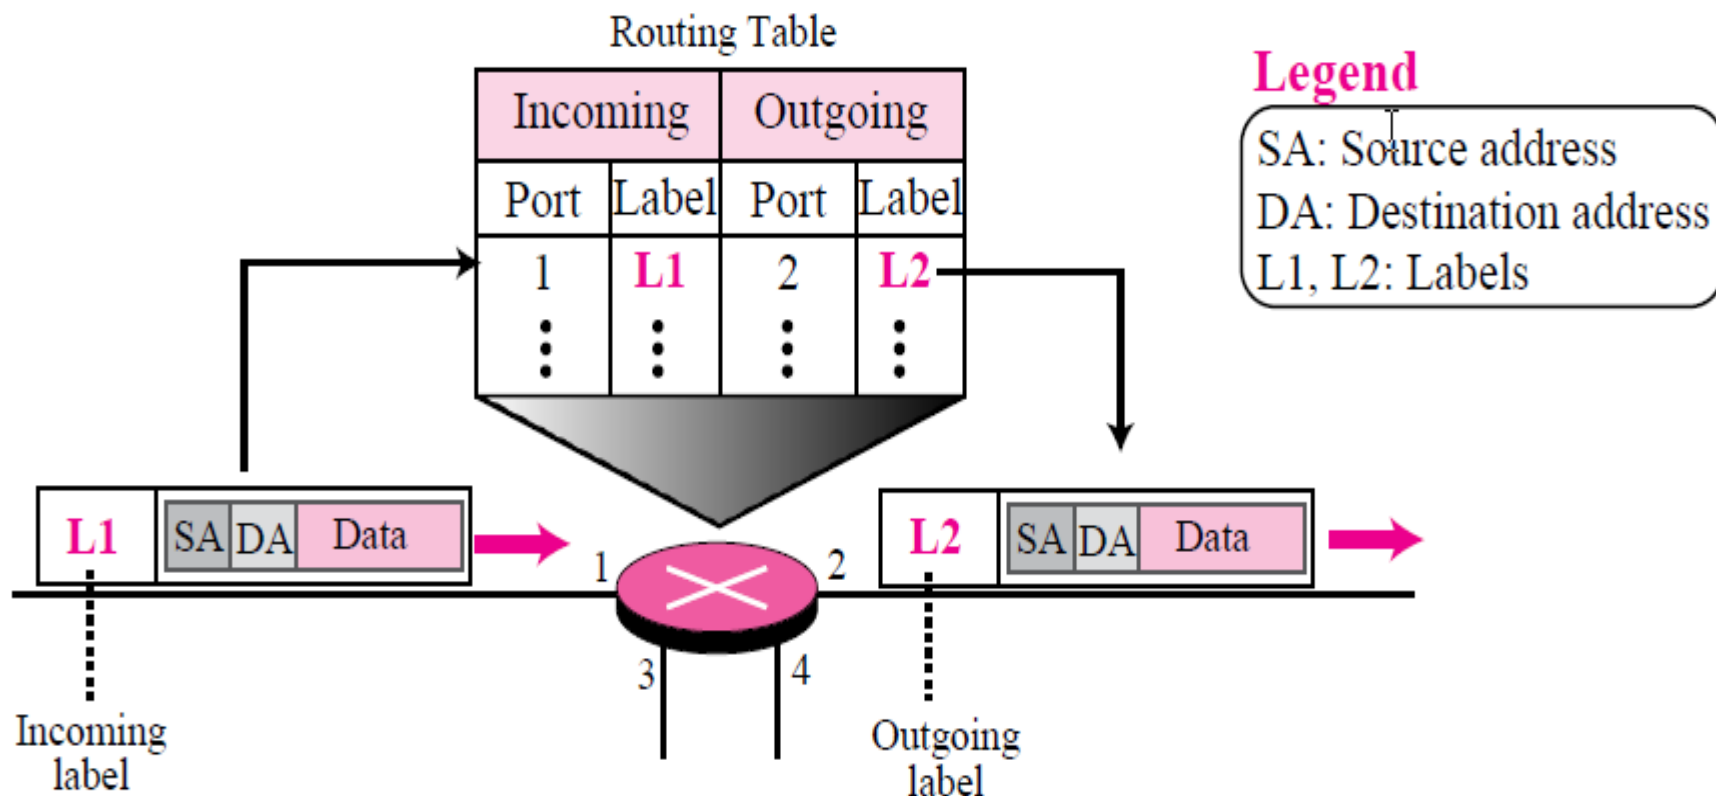 Routing Table
Incoming Outgoing
Port Label Port Label
1 L1 2 L2
Legend
SA: Source address
DA: Destination address
L1, L2: Labels
L1 SA DA Data
1
2
3
4
L2 SA DA Data
Incoming
label
Outgoing
label